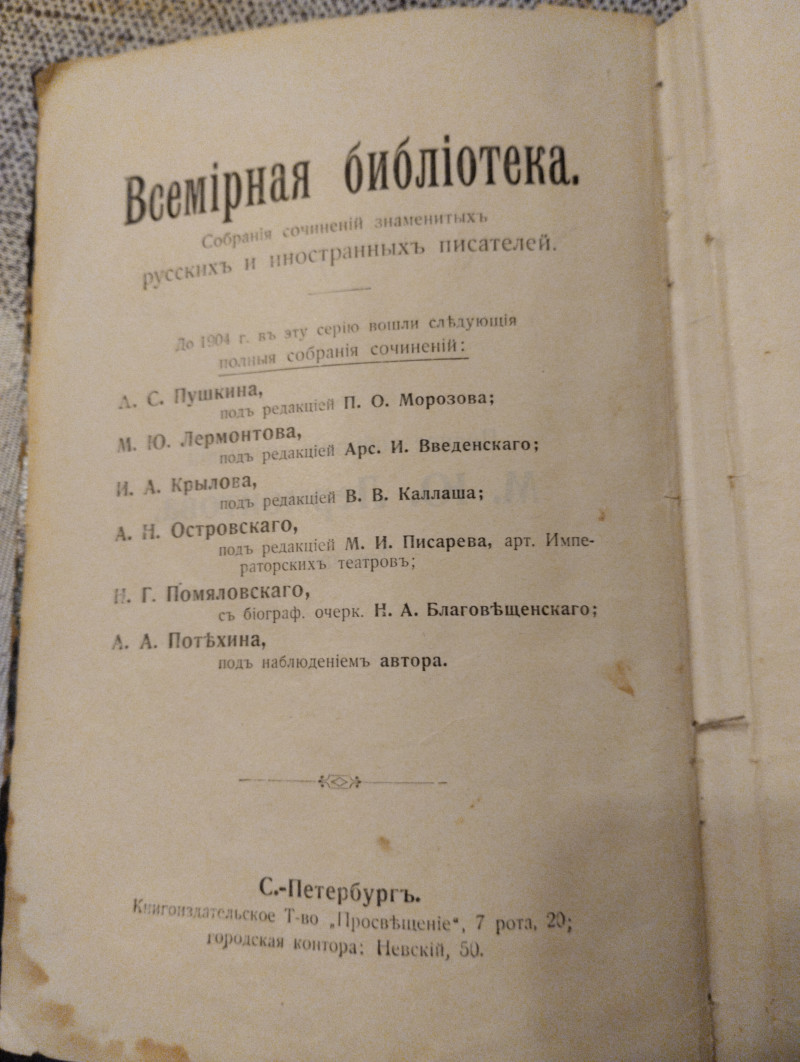 Всемірная библіотека.
Собранія сочиненій знаменитыхъ
русскихъ и иностранныхъ писателей.
До 1904 г. въ эту серію вошли слѣдующія
полныя собранія сочиненій:
А. С. Пушкина,
подъ редакціей П. О. Морозова;
М. Ю. Лермонтова,
подъ редакціей Арс. И. Введенскаго;
И. А. Крылова,
подъ редакціей В. В. Каллаша;
А. Н. Островскаго,
подъ редакціей М. И. Писарева, арт. Импе-
раторскихъ театровъ;
Н. Г. Помяловскаго,
съ біограф. очерк. Н. А. Благовѣщенскаго;
А. А. Потѣхина,
подъ наблюденіемъ автора.
С.-Петербургъ.
Книгоиздательское Т-во „Просвѣщеніе“, 7 рота, 20;
городская контора: Невскій, 50.